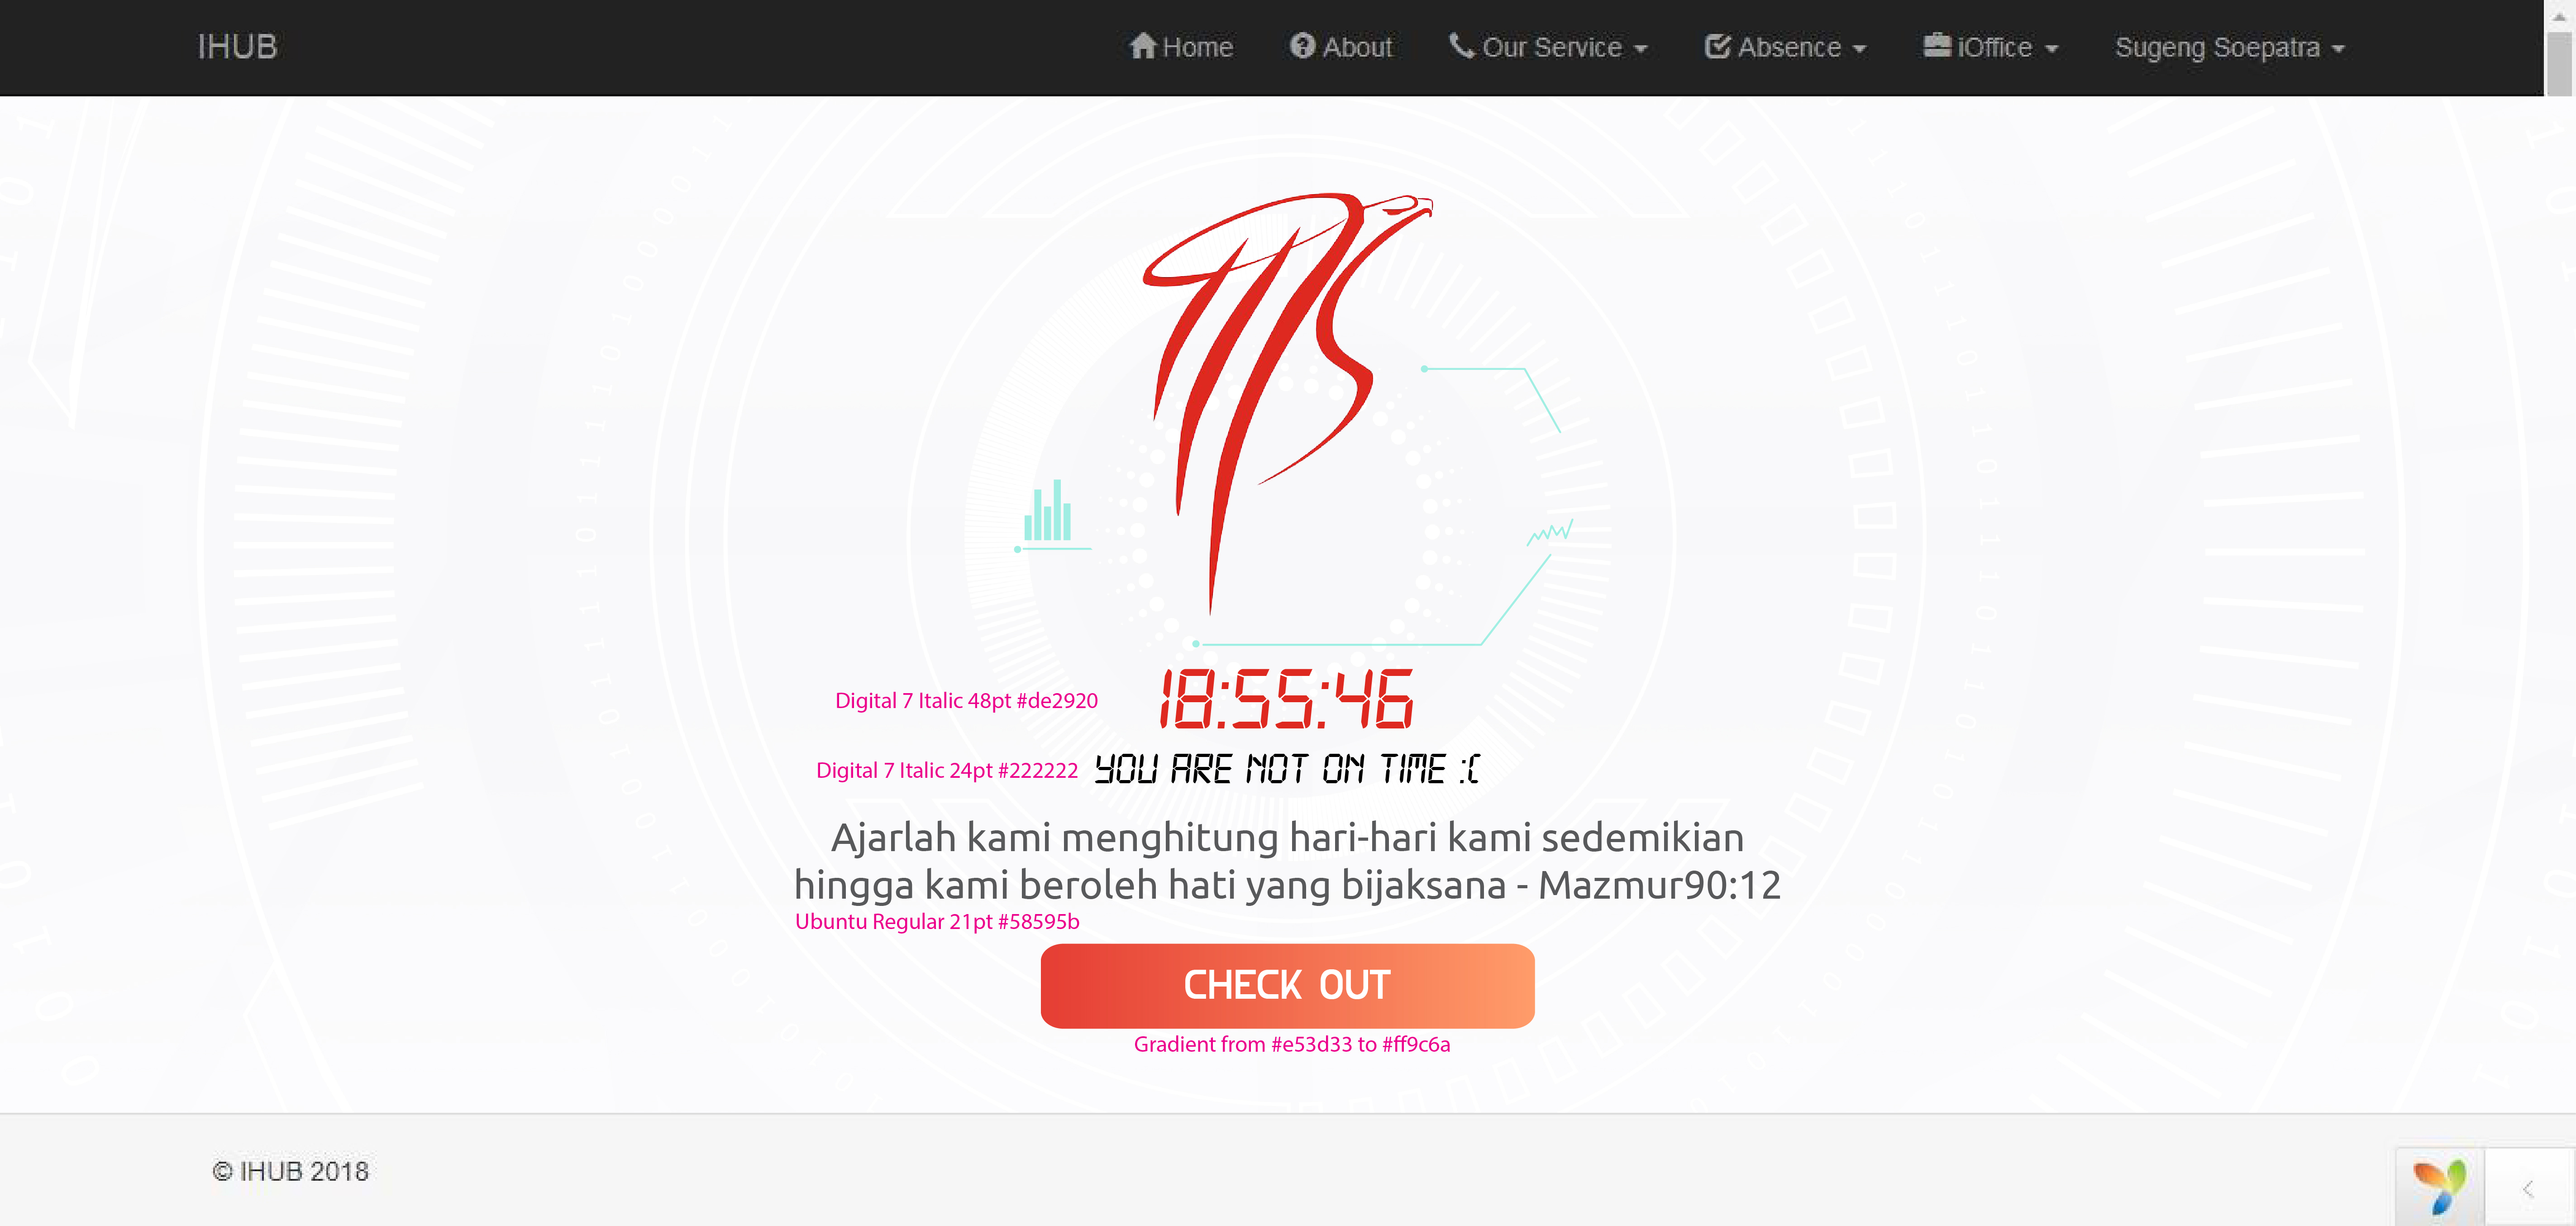 IHUB
Home
About
Our Service
Absence
iOffice
Sugeng Soepatra
Digital 7 Italic 48pt #de2920
18:55:46
Digital 7 Italic 24pt #222222
YOU ARE NOT ON TIME :(
Ajarlah kami menghitung hari-hari kami sedemikian
hingga kami beroleh hati yang bijaksana - Mazmur90:12
Ubuntu Regular 21pt #58595b
CHECK OUT
Gradient from #e53d33 to #ff9c6a
© IHUB 2018